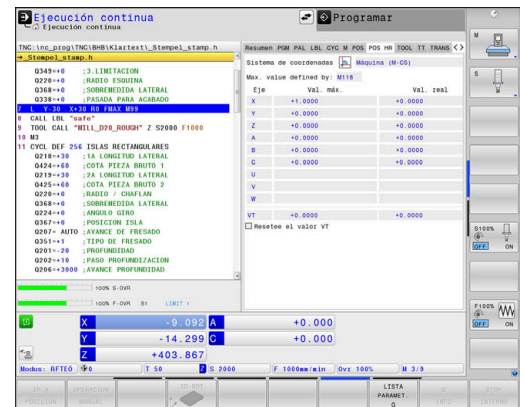 Ejecución continua
Ejecución continua
Programar
TNC:\nc_prog\TNC\BHB\Klartext\_Stempel_stamp.h
→_Stempel_stamp.h
Q349=+0 ;3.LIMITACION
Q220=+0 ;RADIO ESQUINA
Q368=+0 ;SOBREMEDIDA LATERAL
Q338=+0 ;PASADA PARA ACABADO
7 L Y-30 X+30 R0 FMAX M99
8 CALL LBL "safe"
9 TOOL CALL "MILL_D20_ROUGH" Z S2000 F1000
10 M3
11 CYCL DEF 256 ISLAS RECTANGULARES
Q218=+30 ;1A LONGITUD LATERAL
Q424=+60 ;COTA PIEZA BRUTO 1
Q219=+30 ;2A LONGITUD LATERAL
Q425=+60 ;COTA PIEZA BRUTO 2
Q220=+0 ;RADIO / CHAFLAN
Q368=+0 ;SOBREMEDIDA LATERAL
Q224=+0 ;ANGULO GIRO
Q367=+0 ;POSICION ISLA
Q207= AUTO ;AVANCE DE FRESADO
Q351=+1 ;TIPO DE FRESADO
Q201=-20 ;PROFUNDIDAD
Q202=+10 ;PASO PROFUNDIZACION
Q206=+3000 ;AVANCE PROFUNDIDAD
100% S-OVR
100% F-OVR S1 LIMIT 1
Resumen PGM PAL LBL CYC M POS POS HR TOOL TT TRANS
Sistema de coordenadas Máquina (M-CS)
Max. value defined by: M118
Eje Val. máx. Val. real
X +1.0000 +0.0000
Y +0.0000 +0.0000
Z +0.0000 +0.0000
A +0.0000 +0.0000
B +0.0000 +0.0000
C +0.0000 +0.0000
U
V
W
VT +0.0000 +0.0000
Resetee el valor VT
X -9.092 A +0.000
Y -14.299 C +0.000
Z +403.867
Modus: RFTEÓ 0 T 50 Z S 2000 F 1000mm/min Ovr 100% M 3/9
M
S
S100%
OFF ON
F100%
OFF ON
OPERACION
MANUAL
3D ROT
LISTA
PARAMET.
Q
INFO
STOP
INTERNO